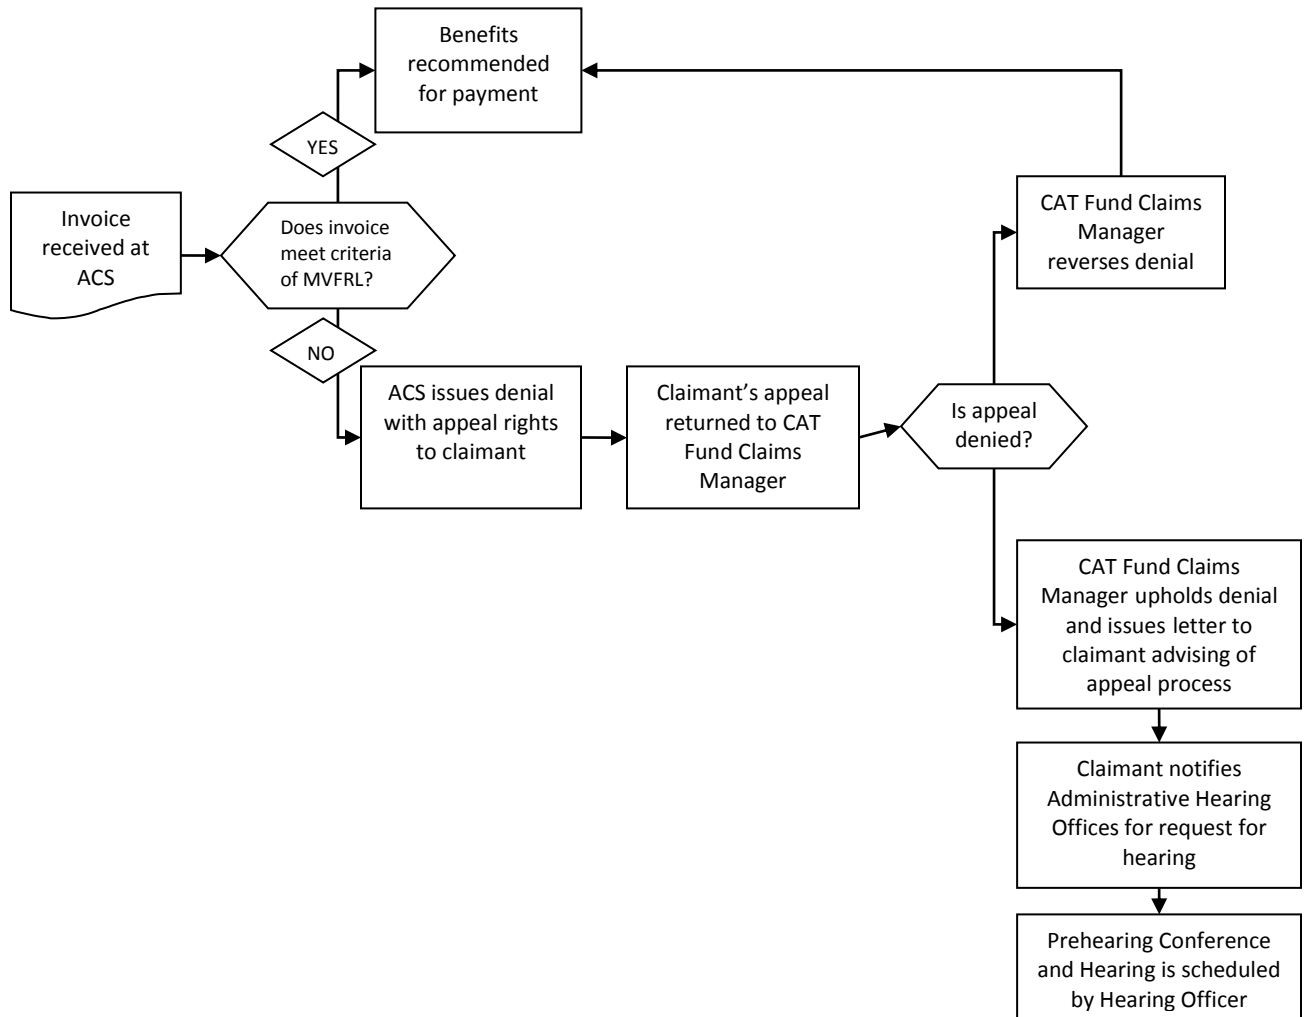 Benefits
recommended
for payment
YES
Invoice
received at
ACS
Does invoice
meet criteria
of MVFRL?
NO
ACS issues denial
with appeal rights
to claimant
Claimant’s appeal
returned to CAT
Fund Claims
Manager
Is appeal
denied?
CAT Fund Claims
Manager
reverses denial
CAT Fund Claims
Manager upholds denial
and issues letter to
claimant advising of
appeal process
Claimant notifies
Administrative Hearing
Offices for request for
hearing
Prehearing Conference
and Hearing is scheduled
by Hearing Officer